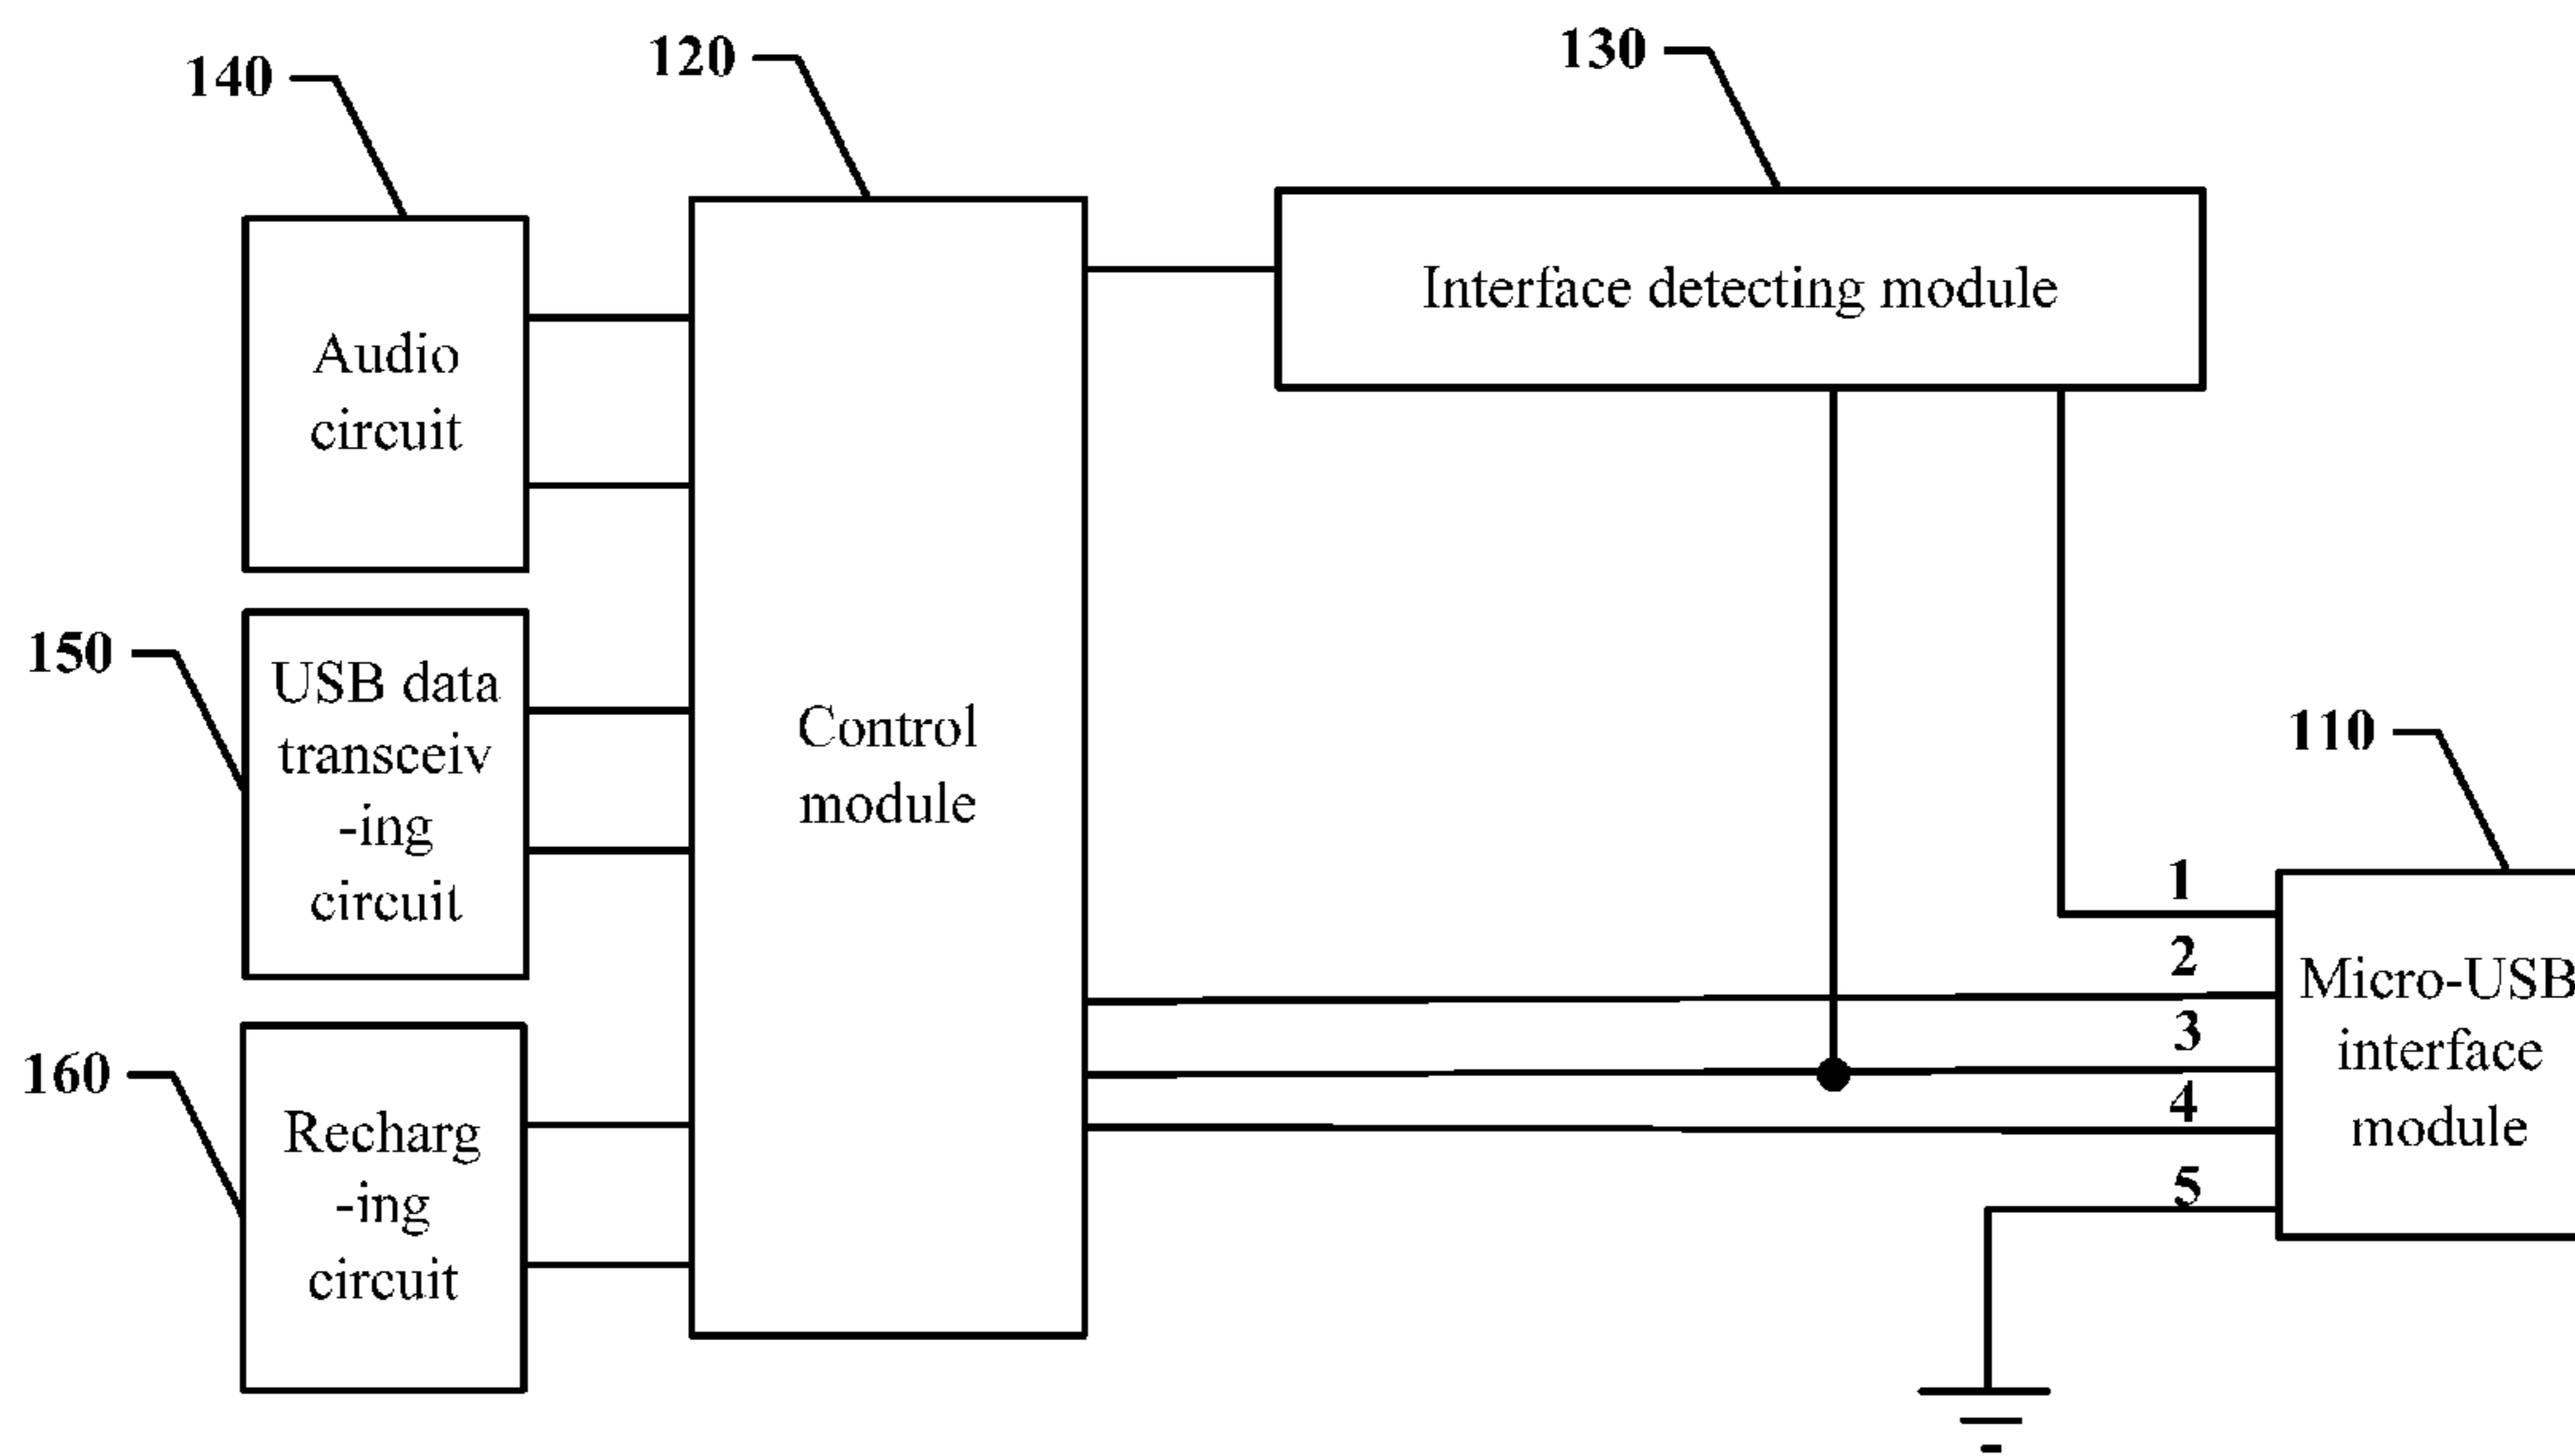 140
120
130
Audio
circuit
Interface detecting module
150
USB data
transceiv
-ing
circuit
Control
module
110
1
2
3
4
5
Micro-USB
interface
module
160
Recharg
-ing
circuit